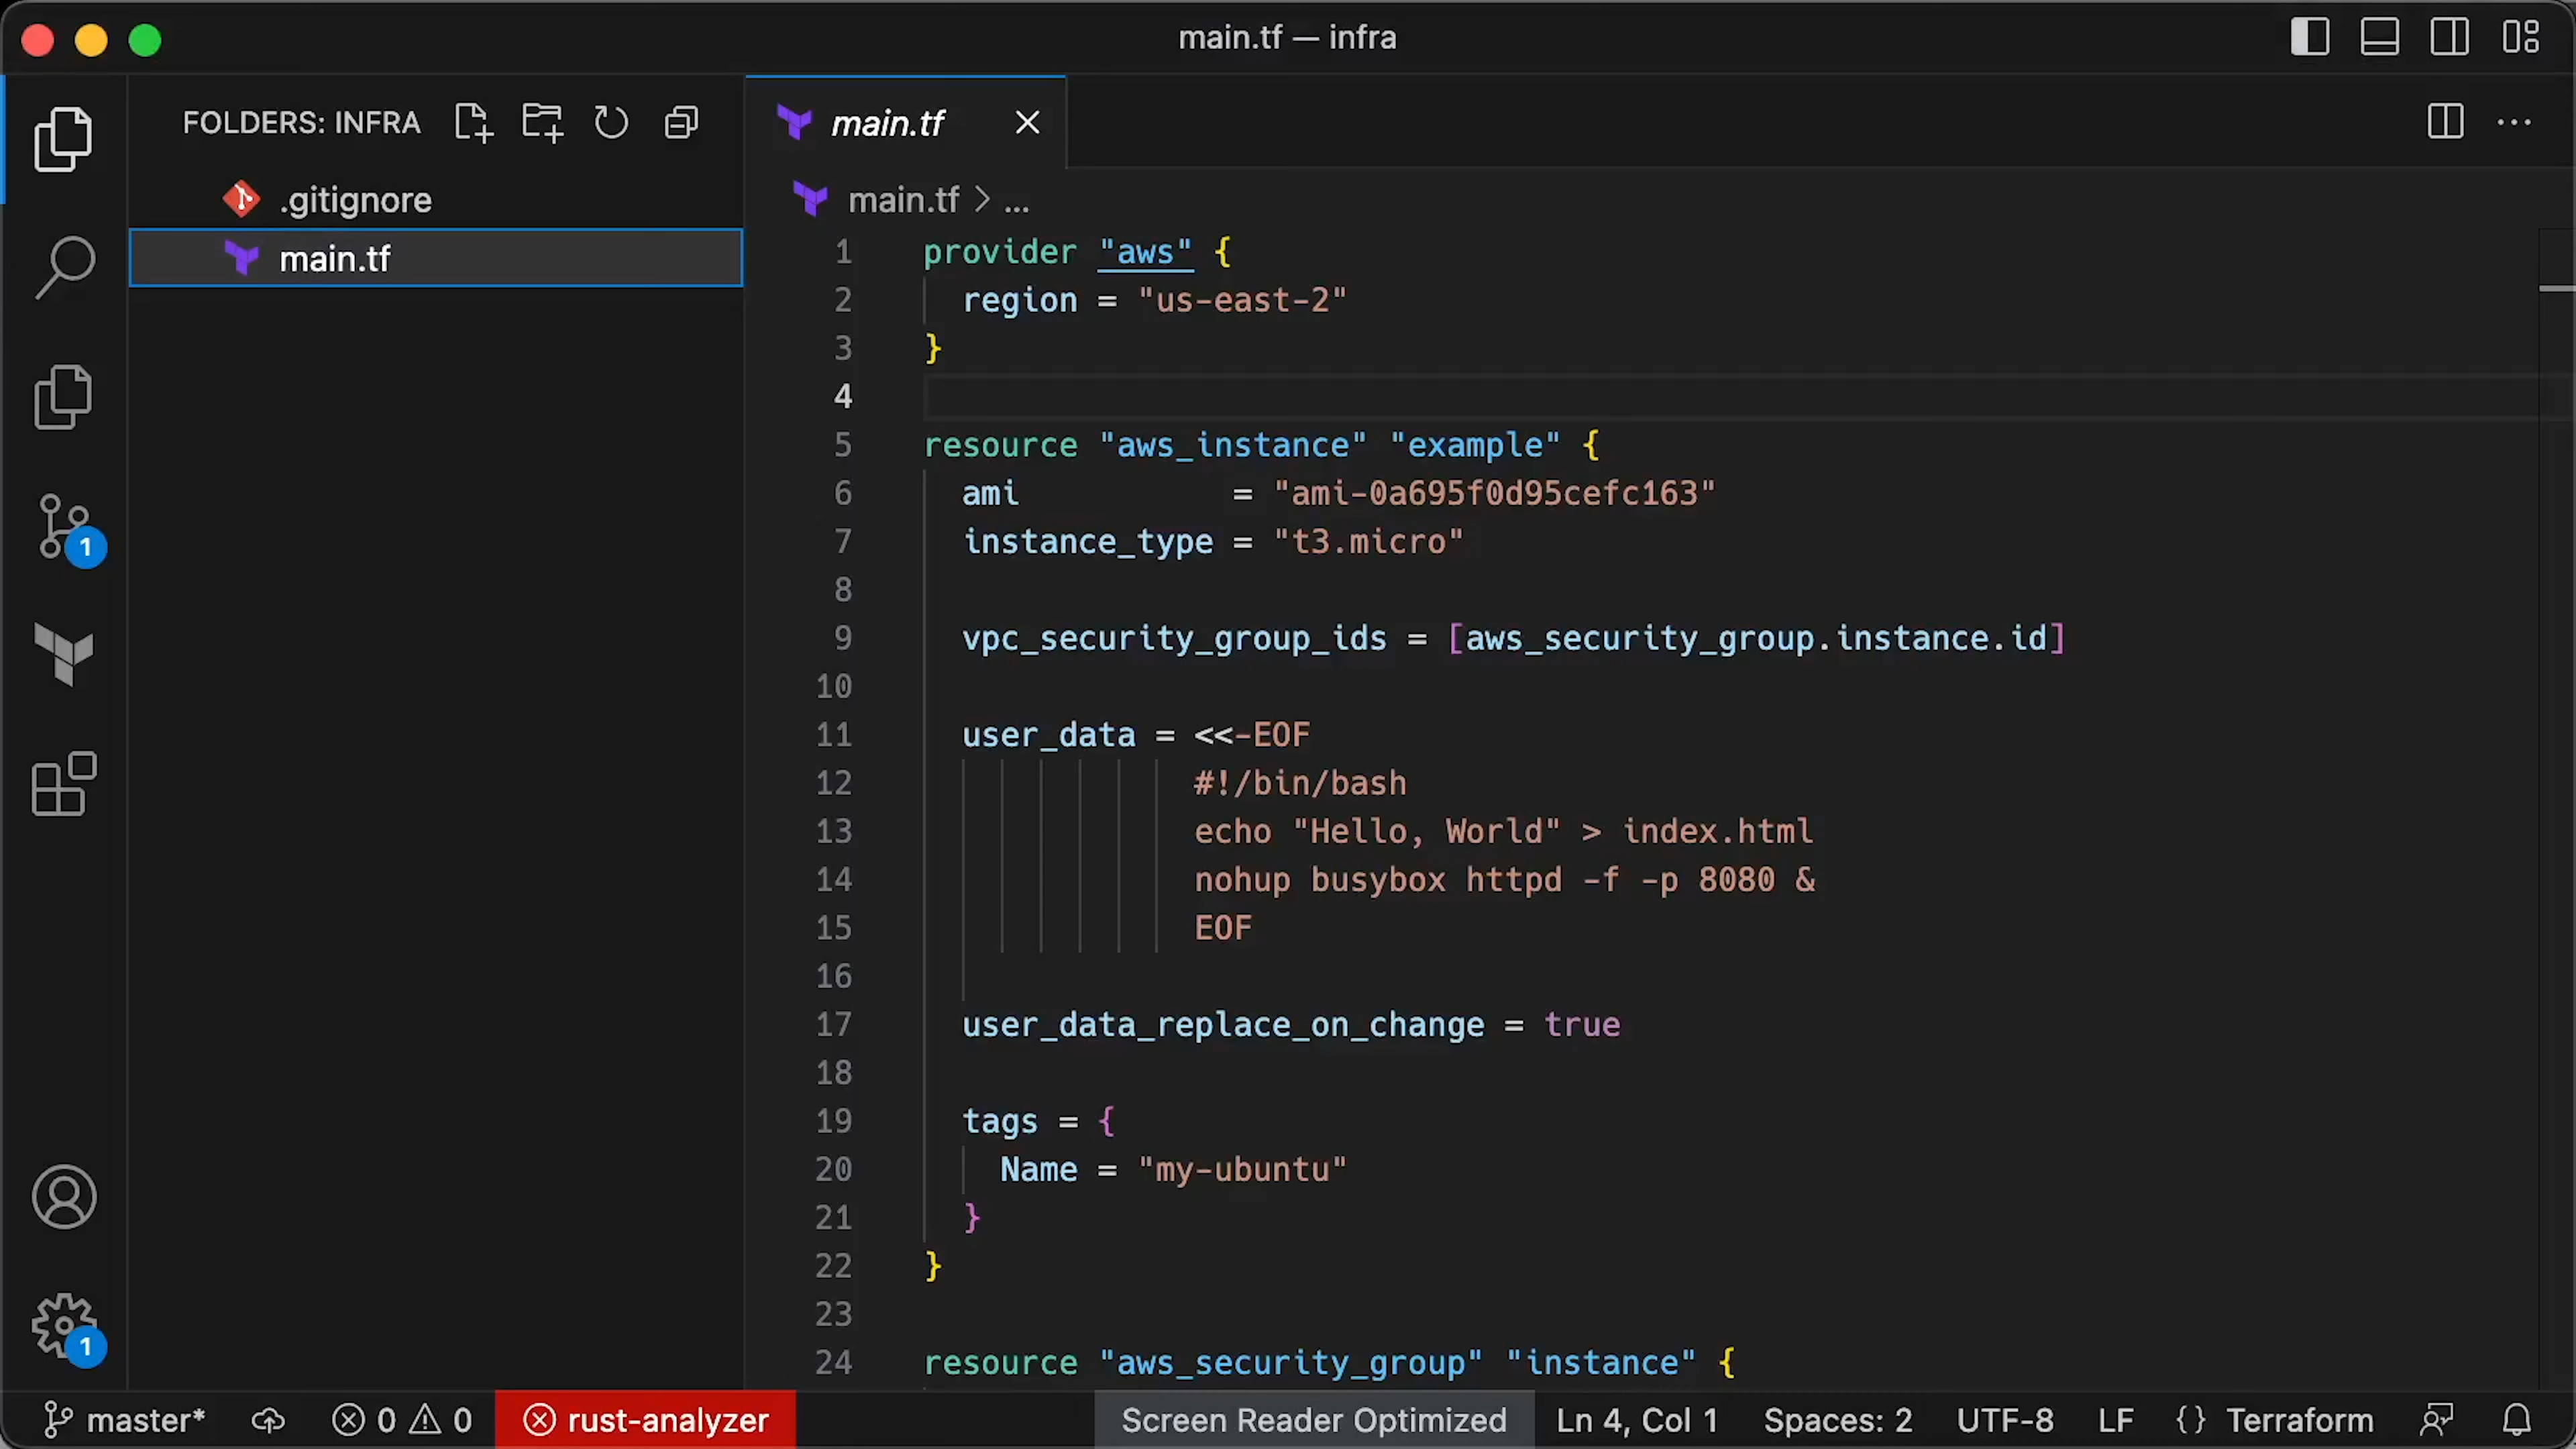 main.tf — infra
FOLDERS: INFRA
.gitignore
main.tf
main.tf
main.tf > ...
1 provider "aws" {
2   region = "us-east-2"
3 }
4
5 resource "aws_instance" "example" {
6   ami           = "ami-0a695f0d95cefc163"
7   instance_type = "t3.micro"
8
9   vpc_security_group_ids = [aws_security_group.instance.id]
10
11   user_data = <<-EOF
12               #!/bin/bash
13               echo "Hello, World" > index.html
14               nohup busybox httpd -f -p 8080 &
15               EOF
16
17   user_data_replace_on_change = true
18
19   tags = {
20     Name = "my-ubuntu"
21   }
22 }
23
24 resource "aws_security_group" "instance" {
1
1
master* 0 0 rust-analyzer Screen Reader Optimized Ln 4, Col 1 Spaces: 2 UTF-8 LF {} Terraform